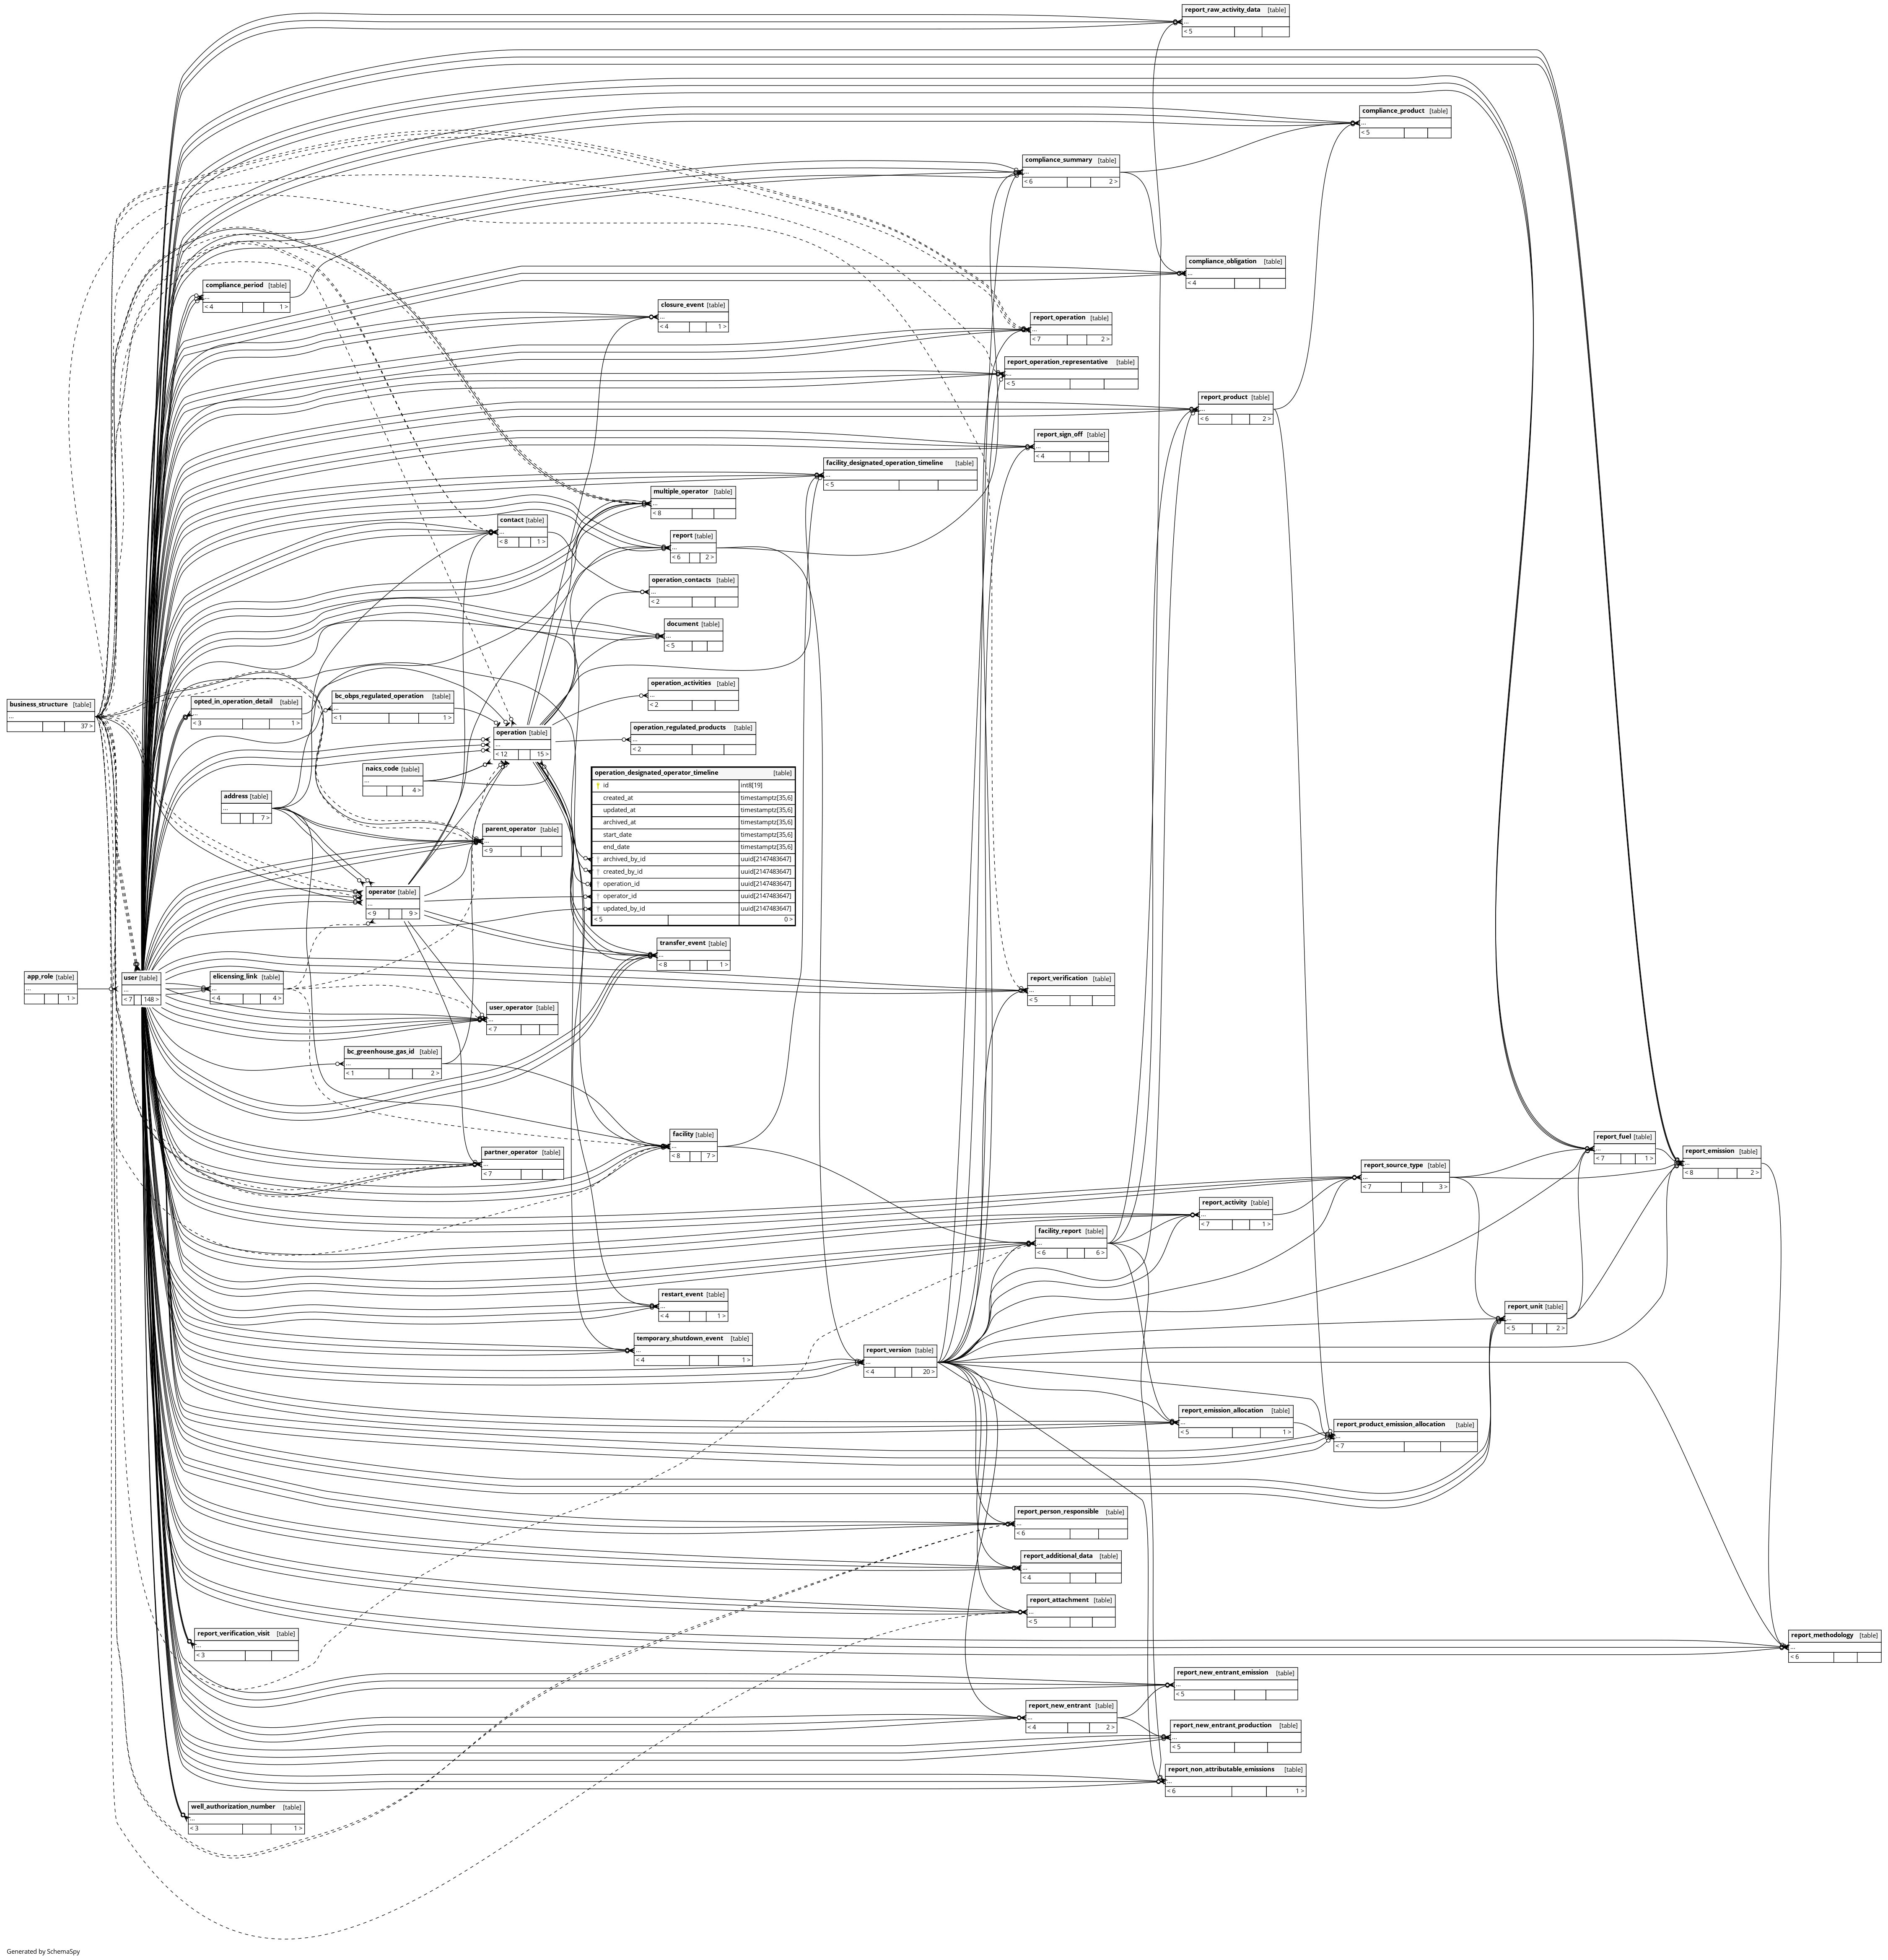 report_raw_activity_data [table]
...
< 5
compliance_product [table]
...
< 5
compliance_summary [table]
...
< 6 2 >
compliance_obligation [table]
...
< 4
compliance_period [table]
...
< 4 1 >
closure_event [table]
...
< 4 1 >
report_operation [table]
...
< 7 2 >
report_operation_representative [table]
...
< 5
report_product [table]
...
< 6 2 >
report_sign_off [table]
...
< 4
facility_designated_operation_timeline [table]
...
< 5
multiple_operator [table]
...
< 8
contact [table]
...
< 8 1 >
report [table]
...
< 6 2 >
operation_contacts [table]
...
< 2
document [table]
...
< 5
operation_activities [table]
...
< 2
business_structure [table]
...
37 >
opted_in_operation_detail [table]
...
< 3 1 >
bc_obps_regulated_operation [table]
...
< 1 1 >
operation [table]
...
< 12 15 >
operation_regulated_products [table]
...
< 2
naics_code [table]
...
4 >
operation_designated_operator_timeline [table]
id int8[19]
created_at timestamptz[35,6]
updated_at timestamptz[35,6]
archived_at timestamptz[35,6]
start_date timestamptz[35,6]
end_date timestamptz[35,6]
archived_by_id uuid[2147483647]
created_by_id uuid[2147483647]
operation_id uuid[2147483647]
operator_id uuid[2147483647]
updated_by_id uuid[2147483647]
< 5 0 >
address [table]
...
7 >
parent_operator [table]
...
< 9
operator [table]
...
< 9 9 >
transfer_event [table]
...
< 8 1 >
app_role [table]
...
1 >
user [table]
...
< 7 148 >
elicensing_link [table]
...
< 4 4 >
report_verification [table]
...
< 5
user_operator [table]
...
< 7
bc_greenhouse_gas_id [table]
...
< 1 2 >
facility [table]
...
< 8 7 >
partner_operator [table]
...
< 7
report_fuel [table]
...
< 7 1 >
report_emission [table]
...
< 8 2 >
report_source_type [table]
...
< 7 3 >
report_activity [table]
...
< 7 1 >
facility_report [table]
...
< 6 6 >
restart_event [table]
...
< 4 1 >
report_unit [table]
...
< 5 2 >
temporary_shutdown_event [table]
...
< 4 1 >
report_version [table]
...
< 4 20 >
report_emission_allocation [table]
...
< 5 1 >
report_product_emission_allocation [table]
...
< 7
report_person_responsible [table]
...
< 6
report_additional_data [table]
...
< 4
report_attachment [table]
...
< 5
report_verification_visit [table]
...
< 3
report_methodology [table]
...
< 6
report_new_entrant_emission [table]
...
< 5
report_new_entrant [table]
...
< 4 2 >
report_new_entrant_production [table]
...
< 5
report_non_attributable_emissions [table]
...
< 6 1 >
well_authorization_number [table]
...
< 3 1 >
Generated by SchemaSpy